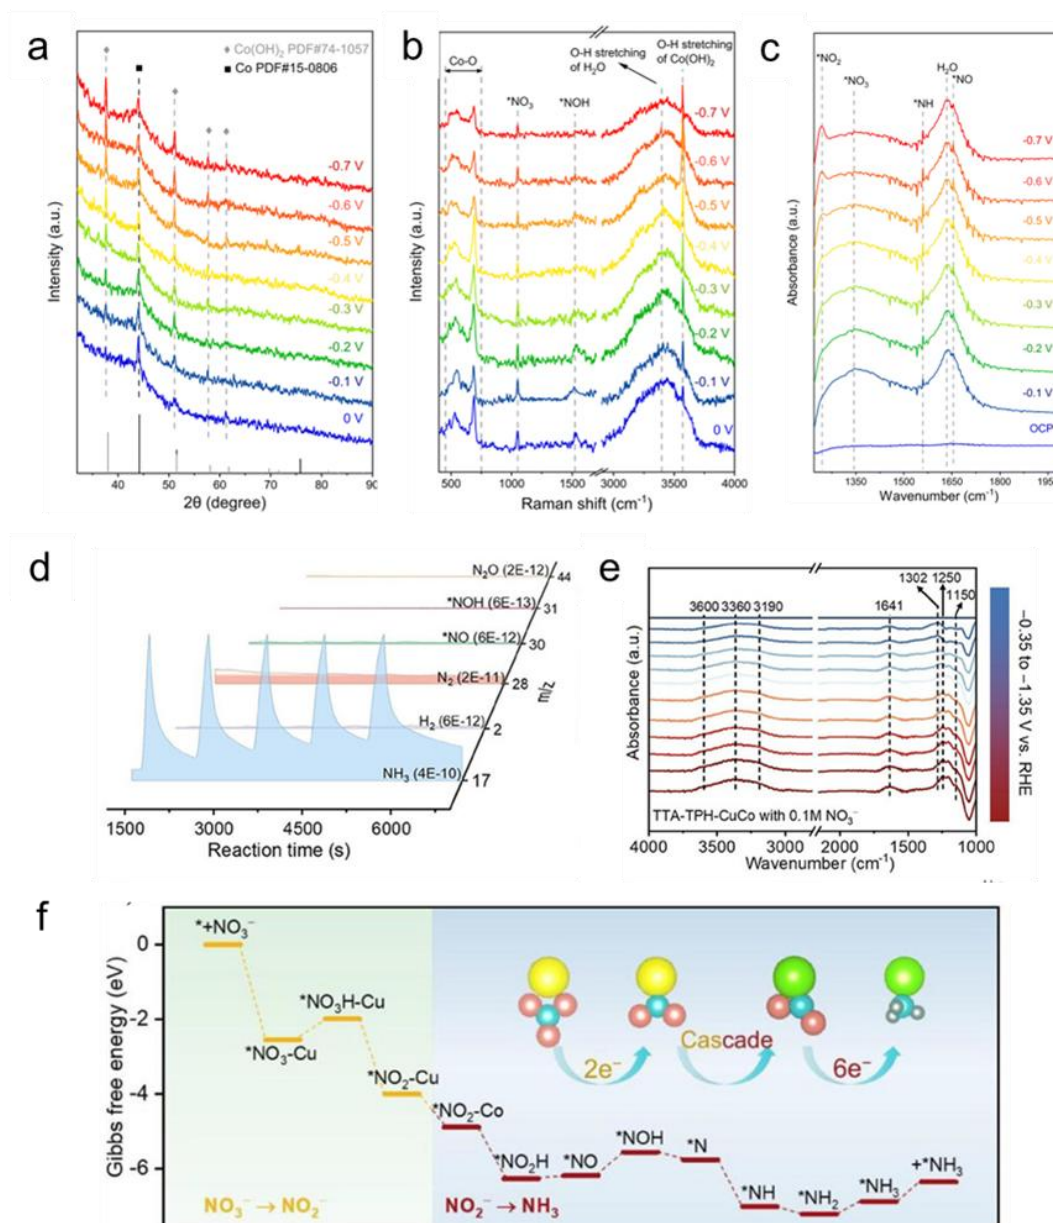 a
◆ Co(OH)₂ PDF#74-1057
■ Co PDF#15-0806
-0.7 V
-0.6 V
-0.5 V
-0.4 V
-0.3 V
-0.2 V
-0.1 V
0 V
Intensity (a.u.)
40 50 60 70 80 90
2θ (degree)
b
Co-O
*NO₃
*NOH
O-H stretching
of H₂O
O-H stretching
of Co(OH)₂
-0.7 V
-0.6 V
-0.5 V
-0.4 V
-0.3 V
-0.2 V
-0.1 V
0 V
Intensity (a.u.)
500 1000 1500 3000 3500 4000
Raman shift (cm⁻¹)
c
*NO₂
*NO₃
*NH
H₂O
*NO
-0.7 V
-0.6 V
-0.5 V
-0.4 V
-0.3 V
-0.2 V
-0.1 V
OCP
Absorbance (a.u.)
1350 1500 1650 1800
Wavenumber (cm⁻¹)
d
N₂O (2E-12) 44
*NOH (6E-13) 31
*NO (6E-12) 30
N₂ (2E-11) 28
m/z
H₂ (6E-12) 2
NH₃ (4E-10) 17
1500 3000 4500 6000
Reaction time (s)
e
3600 3360 3190 1641 1302 1250 1150
Absorbance (a.u.)
TTA-TPH-CuCo with 0.1M NO₃⁻
4000 3500 3000 2000 1500 1000
Wavenumber (cm⁻¹)
−0.35 to −1.35 V vs. RHE
f
Gibbs free energy (eV)
0
-2
-4
-6
*+NO₃⁻
*NO₃-Cu
*NO₃H-Cu
*NO₂-Cu
*NO₂-Co
*NO₂H
*NO
*NOH
*N
*NH
*NH₂
*NH₃
+*NH₃
2e⁻
Cascade
6e⁻
NO₃⁻ → NO₂⁻
NO₂⁻ → NH₃